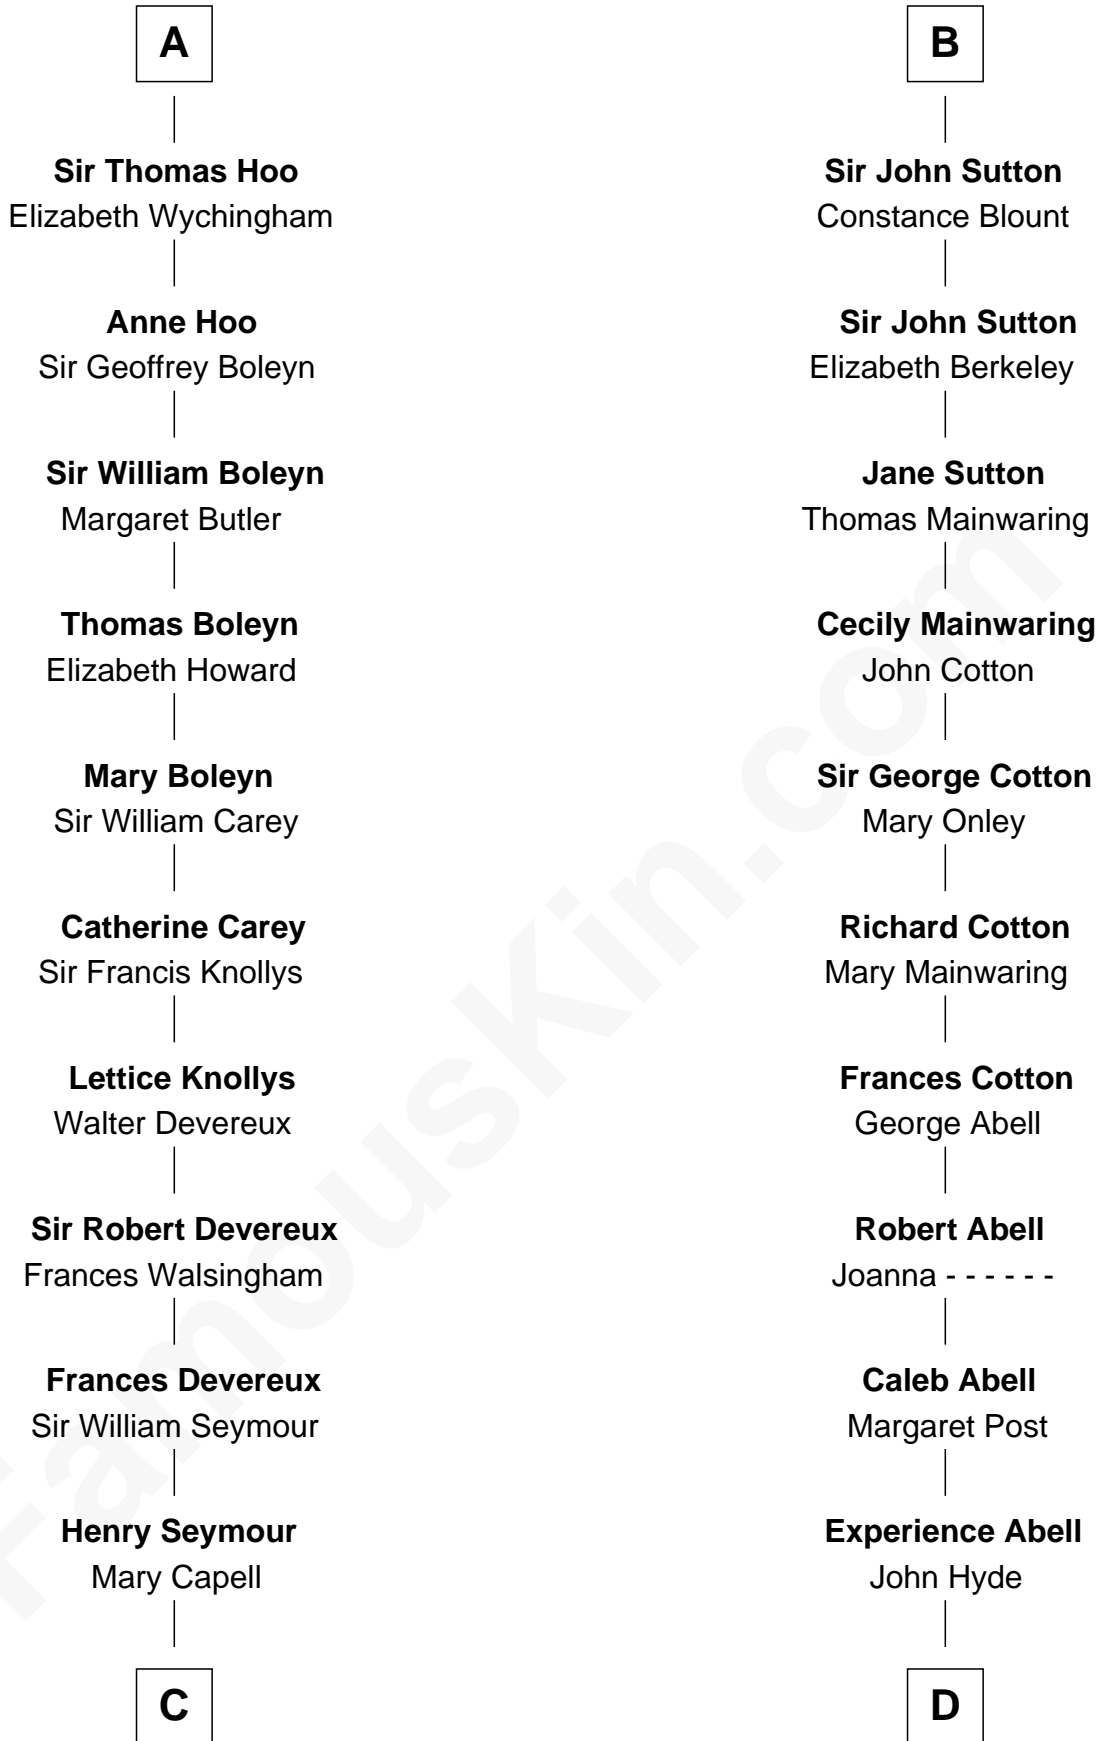 A
Sir Thomas Hoo
Elizabeth Wychingham
Anne Hoo
Sir Geoffrey Boleyn
Sir William Boleyn
Margaret Butler
Thomas Boleyn
Elizabeth Howard
Mary Boleyn
Sir William Carey
Catherine Carey
Sir Francis Knollys
Lettice Knollys
Walter Devereux
Sir Robert Devereux
Frances Walsingham
Frances Devereux
Sir William Seymour
Henry Seymour
Mary Capell
C
B
Sir John Sutton
Constance Blount
Sir John Sutton
Elizabeth Berkeley
Jane Sutton
Thomas Mainwaring
Cecily Mainwaring
John Cotton
Sir George Cotton
Mary Onley
Richard Cotton
Mary Mainwaring
Frances Cotton
George Abell
Robert Abell
Joanna - - - - - -
Caleb Abell
Margaret Post
Experience Abell
John Hyde
D
FamousKin.com